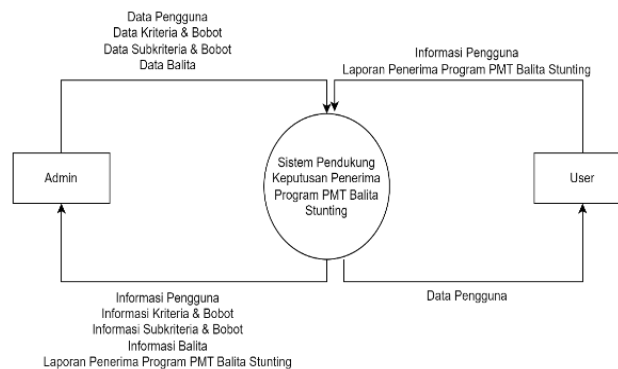 Data Pengguna
Data Kriteria & Bobot
Data Subkriteria & Bobot
Data Balita
Informasi Pengguna
Laporan Penerima Program PMT Balita Stunting
Admin
Sistem Pendukung
Keputusan Penerima
Program PMT Balita
Stunting
User
Informasi Pengguna
Informasi Kriteria & Bobot
Informasi Subkriteria & Bobot
Informasi Balita
Laporan Penerima Program PMT Balita Stunting
Data Pengguna